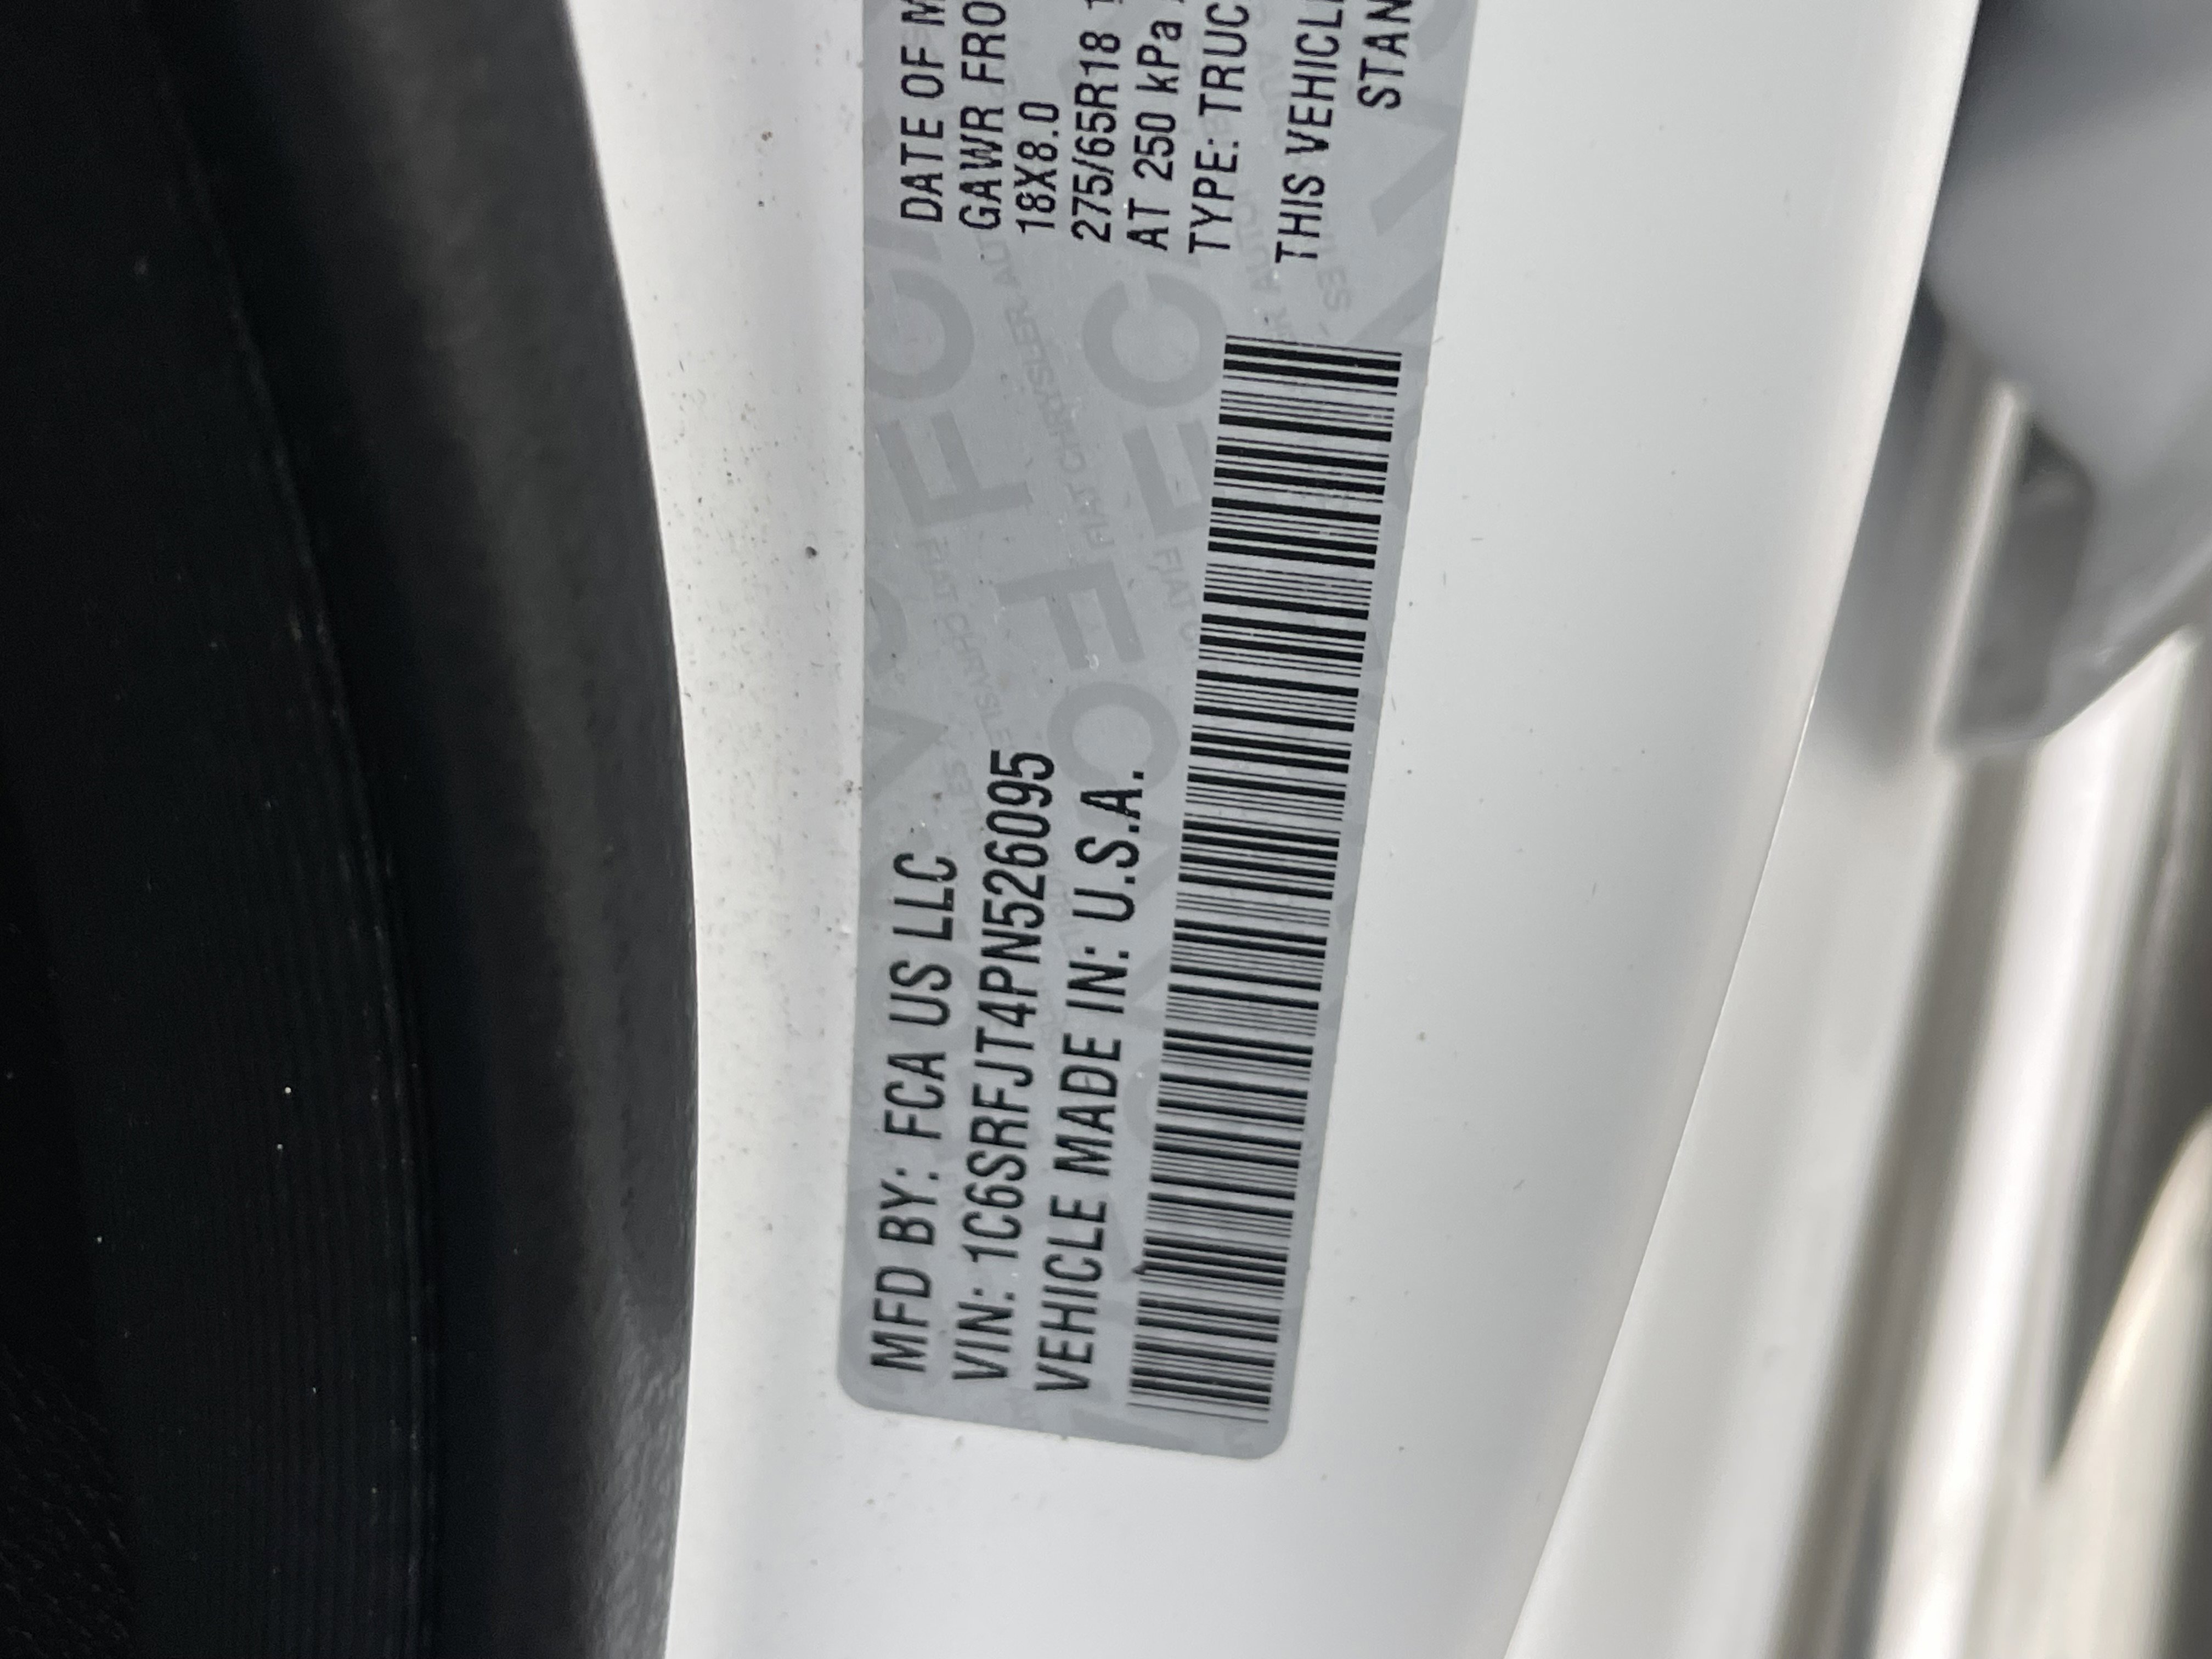 MFD BY: FCA US LLC
VIN: 1C6SRFJT4PN526095
VEHICLE MADE IN: U.S.A.
DATE OF M
GAWR FRO
18X8.0
275/65R18 1
AT 250 kPa
TYPE: TRUC
THIS VEHICL
STAN